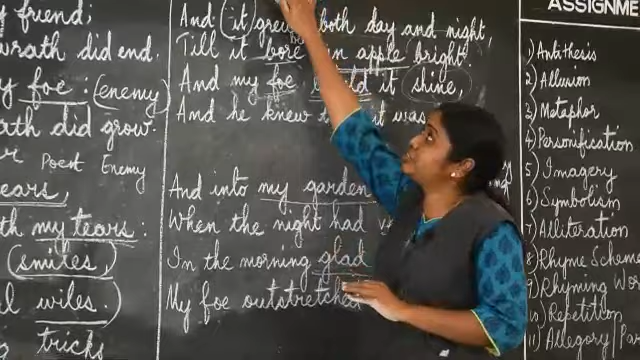 friend;
wrath did end.
foe: (enemy)
did grow.
Poest Enemy
ears,
th my tears:
(smiles,)
wiles.)
tricks
And (it) grew both day and night,
Till it bore an apple bright.
And my foe it shine,
And he knew it was
And into my garden
When the night had
In the morning glad
My foe outstretched
ASSIGNME
1) Antithesis
2) Allusion
3) Metaphor
4) Personification
5) Imagery
6) Symbolism
7) Alliteration
8) Rhyme Scheme
9) Rhyming Wor
10) Repetition
11) Allegory